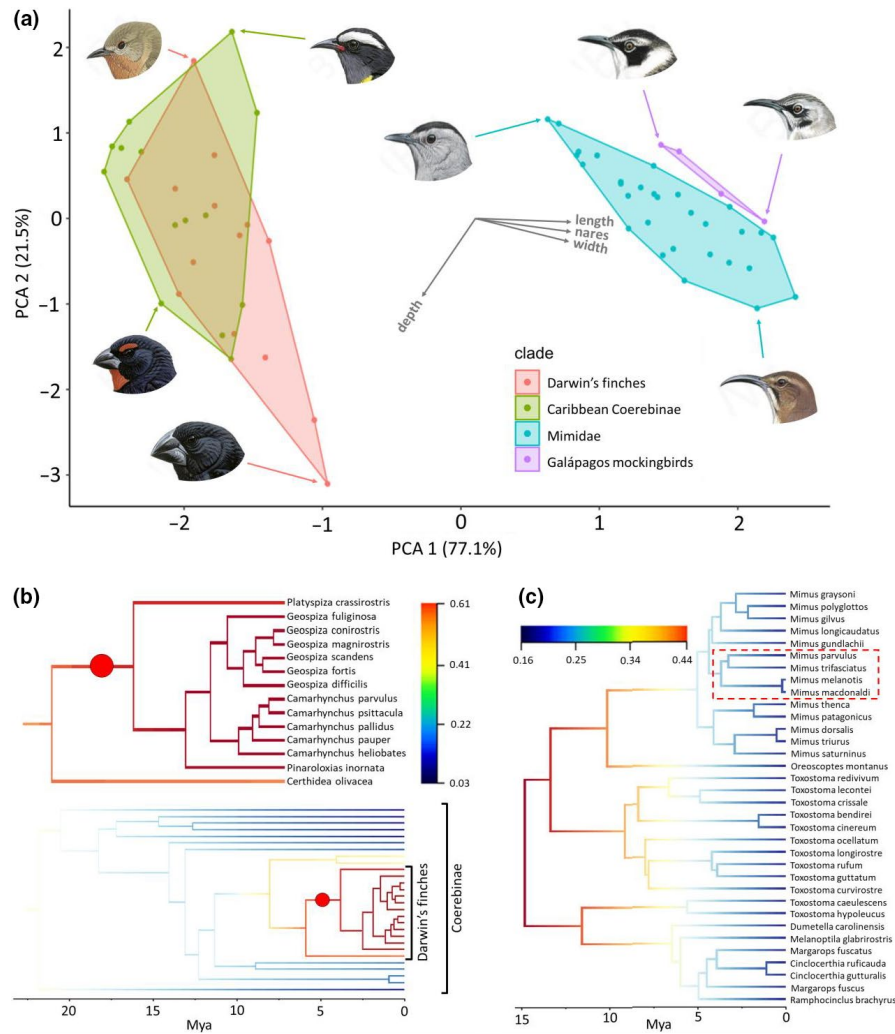 (a)
2
1
0
−1
−2
−3
PCA 2 (21.5%)
−2
−1
0
1
2
PCA 1 (77.1%)
length
nares
width
depth
clade
Darwin's finches
Caribbean Coerebinae
Mimidae
Galápagos mockingbirds
(b)
Platyspiza crassirostris
Geospiza fuliginosa
Geospiza conirostris
Geospiza magnirostris
Geospiza scandens
Geospiza fortis
Geospiza difficilis
Camarhynchus parvulus
Camarhynchus psittacula
Camarhynchus pallidus
Camarhynchus pauper
Camarhynchus heliobates
Pinaroloxias inornata
Certhidea olivacea
0.61
0.41
0.22
0.03
Darwin's finches
Coerebinae
20
15
10
5
0
Mya
(c)
0.16
0.25
0.34
0.44
Mimus graysoni
Mimus polyglottos
Mimus gilvus
Mimus longicaudatus
Mimus gundlachii
Mimus parvulus
Mimus trifasciatus
Mimus melanotis
Mimus macdonaldi
Mimus thenca
Mimus patagonicus
Mimus dorsalis
Mimus triurus
Mimus saturninus
Oreoscoptes montanus
Toxostoma redivivum
Toxostoma lecontei
Toxostoma crissale
Toxostoma bendirei
Toxostoma cinereum
Toxostoma ocellatum
Toxostoma longirostre
Toxostoma rufum
Toxostoma guttatum
Toxostoma curvirostre
Toxostoma caeulescens
Toxostoma hypoleucus
Dumetella carolinensis
Melanoptila glabrirostris
Margarops fuscatus
Cinclocerthia ruficauda
Cinclocerthia gutturalis
Margarops fuscus
Ramphocinclus brachyrus
15
10
5
0
Mya